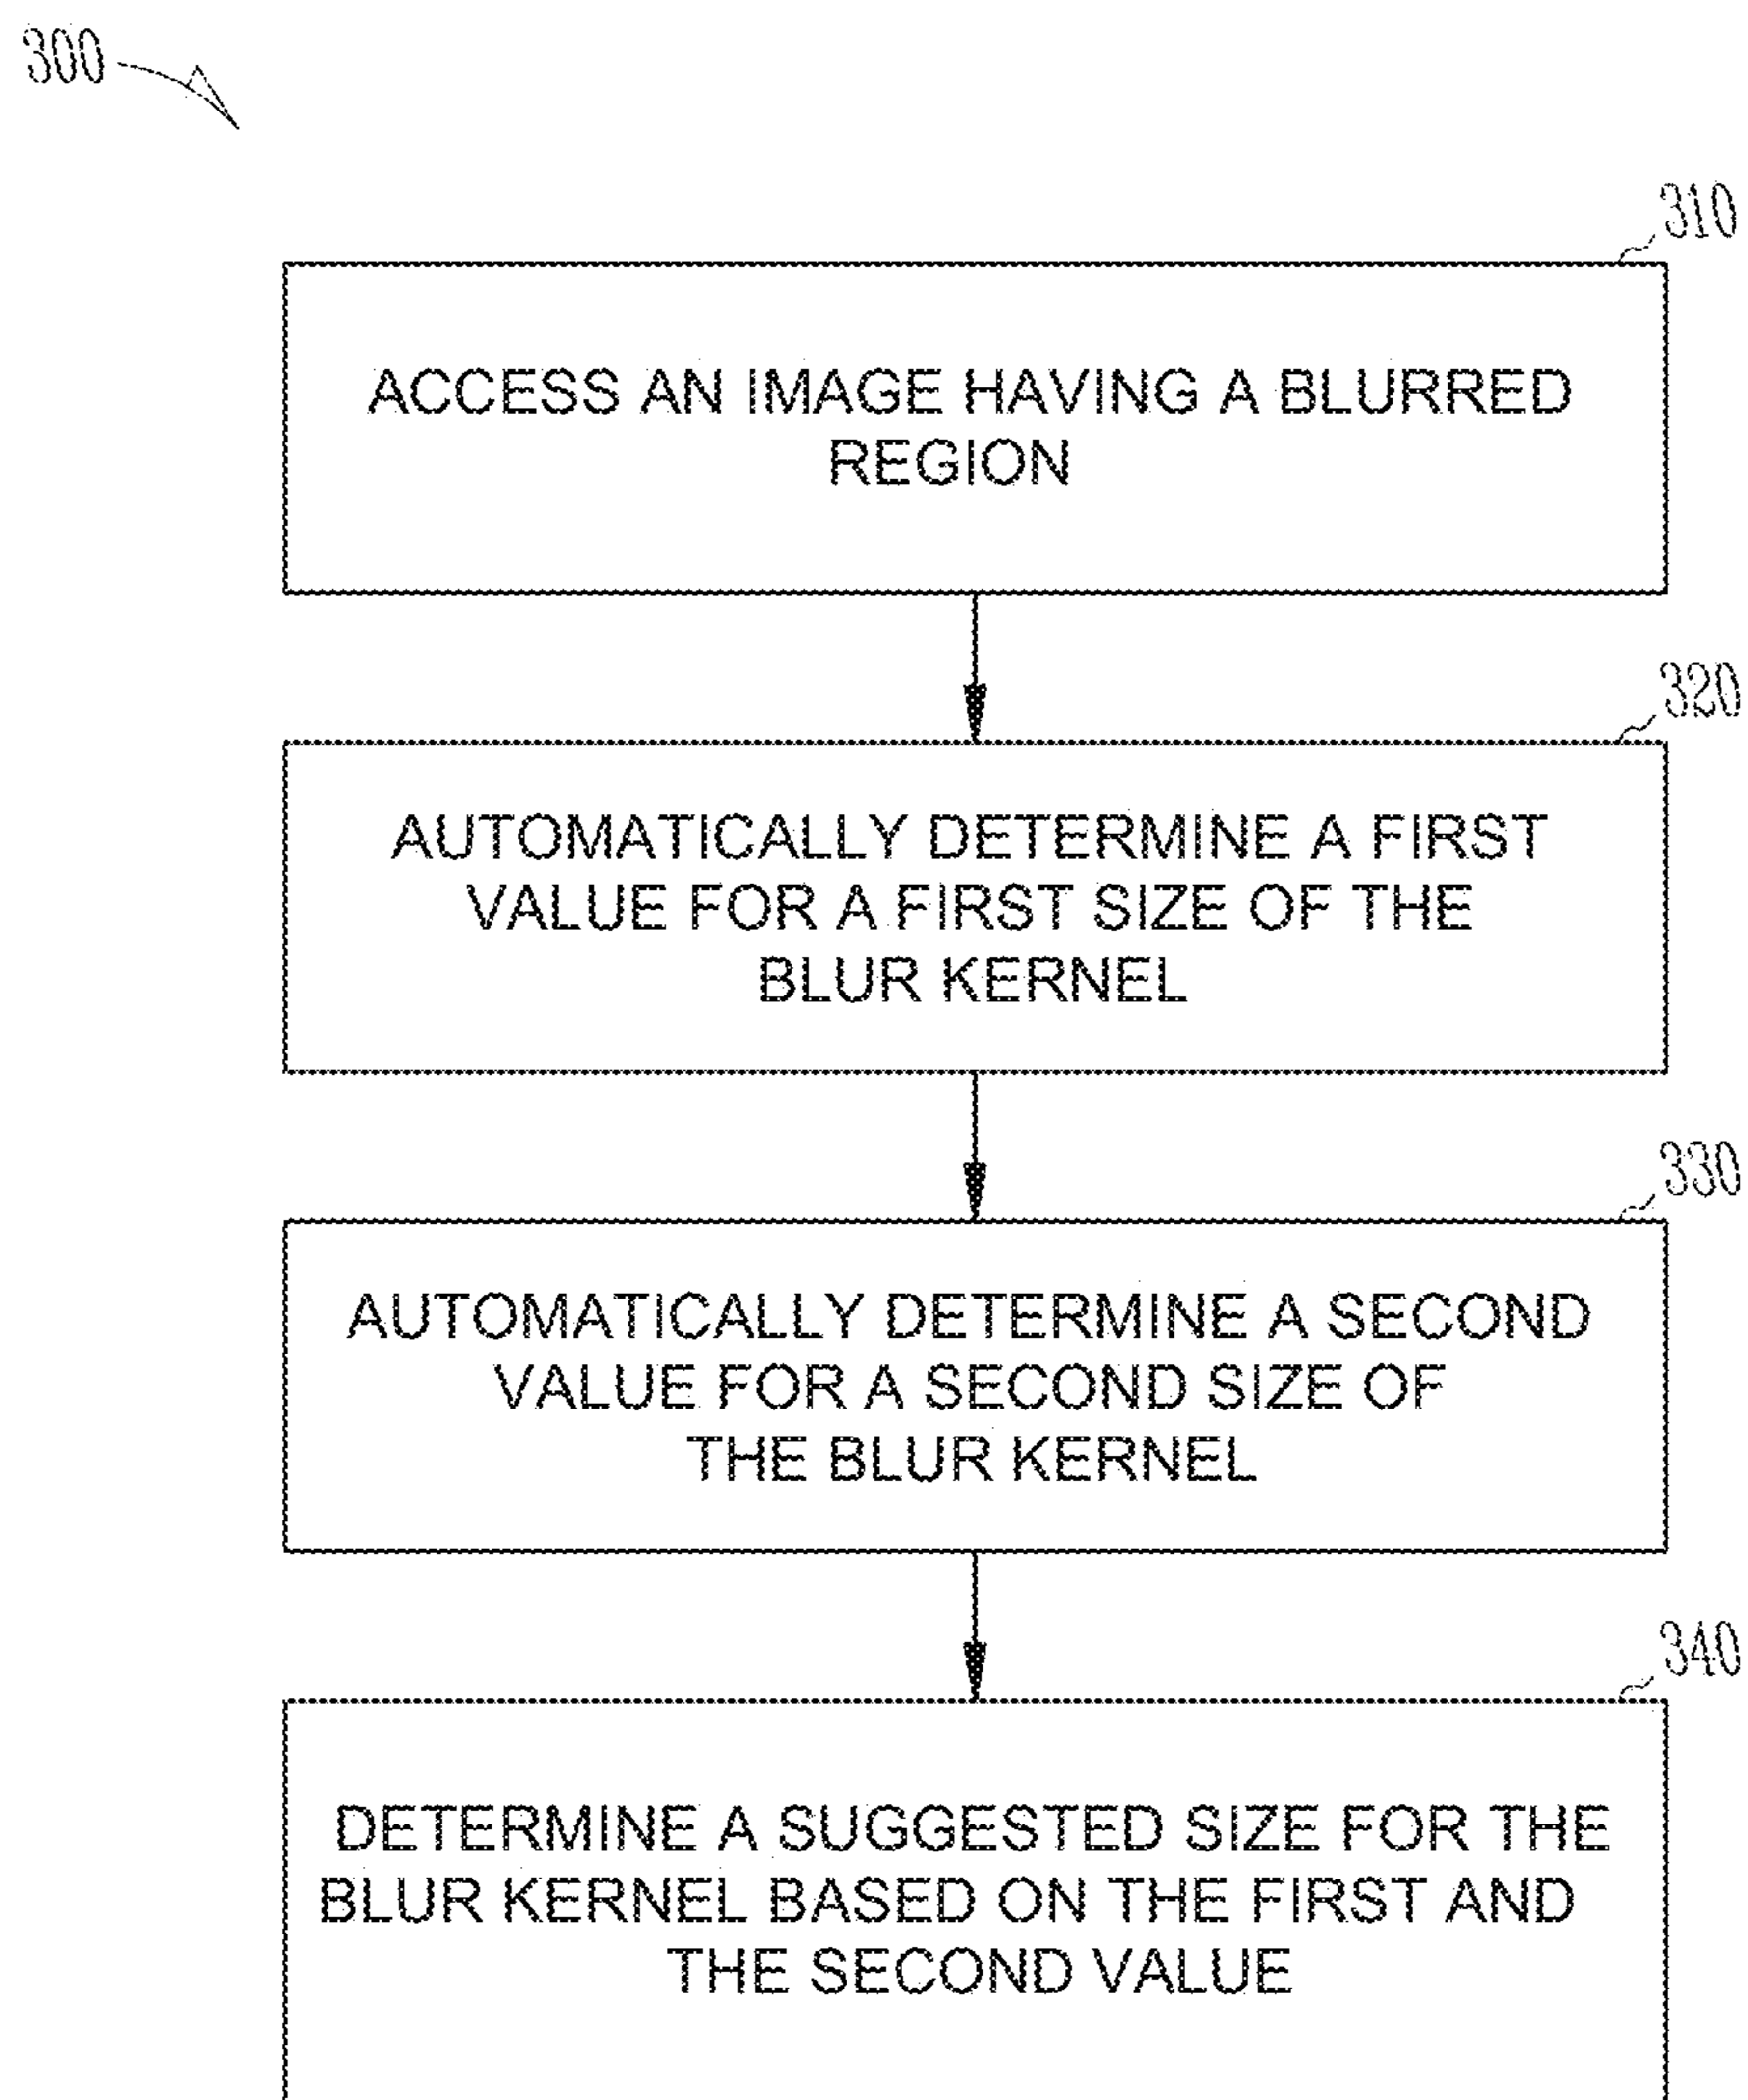 300
310
ACCESS AN IMAGE HAVING A BLURRED
REGION
320
AUTOMATICALLY DETERMINE A FIRST
VALUE FOR A FIRST SIZE OF THE
BLUR KERNEL
330
AUTOMATICALLY DETERMINE A SECOND
VALUE FOR A SECOND SIZE OF
THE BLUR KERNEL
340
DETERMINE A SUGGESTED SIZE FOR THE
BLUR KERNEL BASED ON THE FIRST AND
THE SECOND VALUE